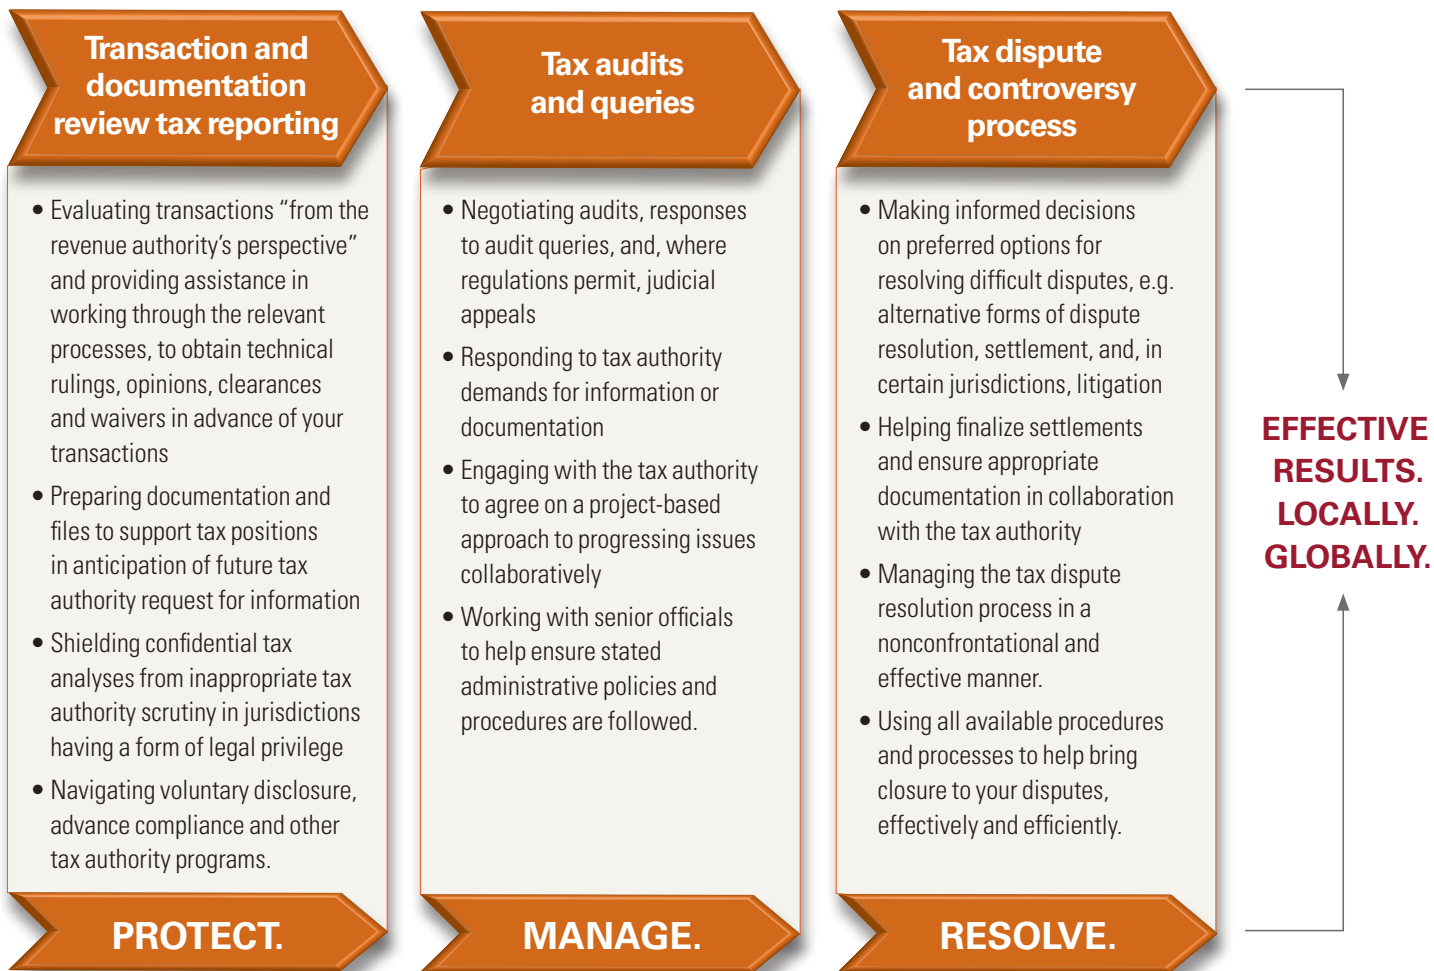 Transaction and
documentation
review tax reporting
• Evaluating transactions “from the
revenue authority’s perspective”
and providing assistance in
working through the relevant
processes, to obtain technical
rulings, opinions, clearances
and waivers in advance of your
transactions
• Preparing documentation and
files to support tax positions
in anticipation of future tax
authority request for information
• Shielding confidential tax
analyses from inappropriate tax
authority scrutiny in jurisdictions
having a form of legal privilege
• Navigating voluntary disclosure,
advance compliance and other
tax authority programs.
PROTECT.
Tax audits
and queries
• Negotiating audits, responses
to audit queries, and, where
regulations permit, judicial
appeals
• Responding to tax authority
demands for information or
documentation
• Engaging with the tax authority
to agree on a project-based
approach to progressing issues
collaboratively
• Working with senior officials
to help ensure stated
administrative policies and
procedures are followed.
MANAGE.
Tax dispute
and controversy
process
• Making informed decisions
on preferred options for
resolving difficult disputes, e.g.
alternative forms of dispute
resolution, settlement, and, in
certain jurisdictions, litigation
• Helping finalize settlements
and ensure appropriate
documentation in collaboration
with the tax authority
• Managing the tax dispute
resolution process in a
nonconfrontational and
effective manner.
• Using all available procedures
and processes to help bring
closure to your disputes,
effectively and efficiently.
RESOLVE.
EFFECTIVE
RESULTS.
LOCALLY.
GLOBALLY.